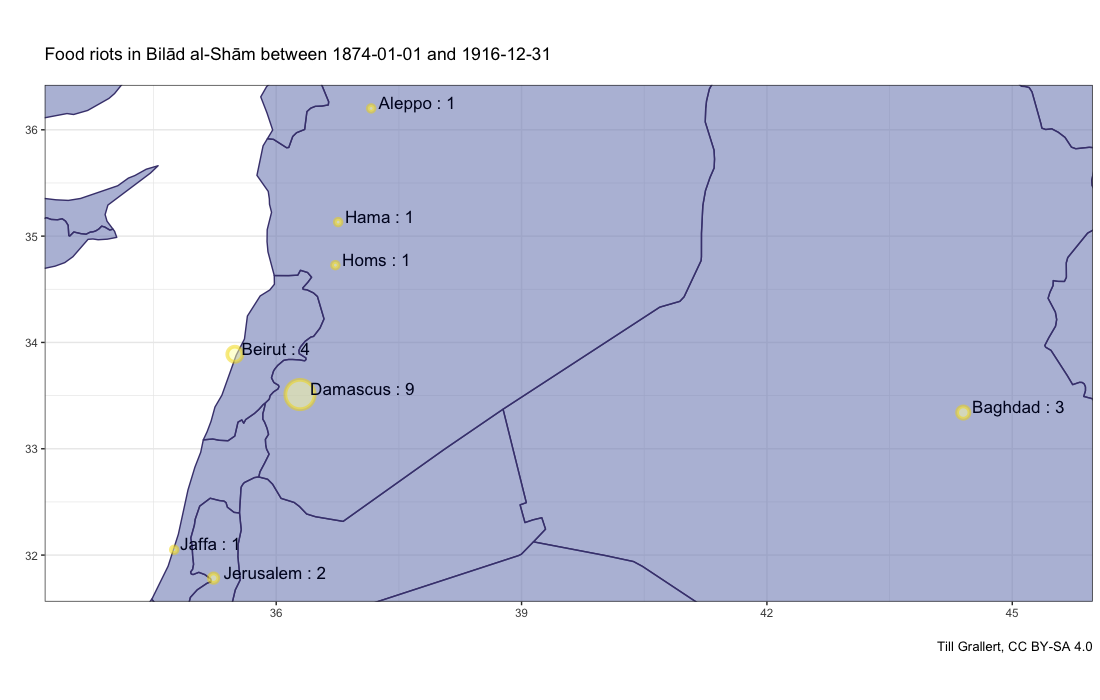 Food riots in Bilād al-Shām between 1874-01-01 and 1916-12-31
Aleppo : 1
36
Hama : 1
35
Homs : 1
34
Beirut : 4
Damascus : 9
Baghdad : 3
33
Jaffa : 1
32
Jerusalem : 2
36
39
42
45
Till Grallert, CC BY-SA 4.0